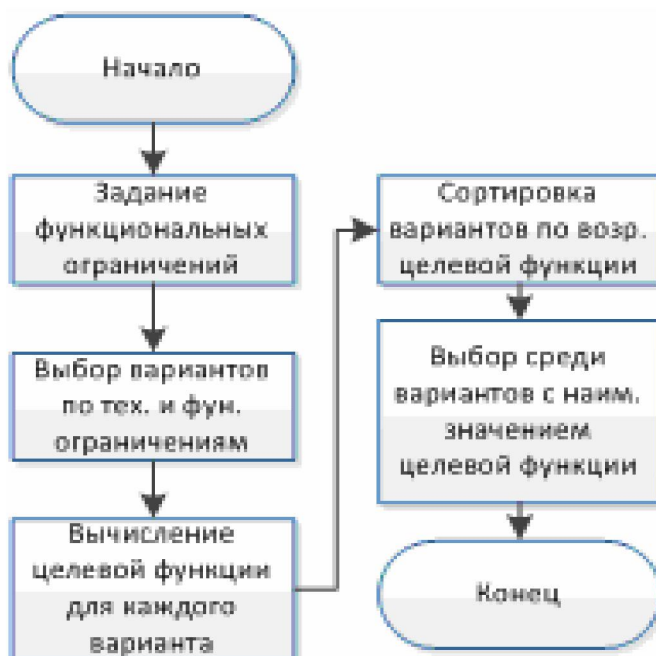 Начало
Задание
функциональных
ограничений
Выбор вариантов
по тех. и фун.
ограничениям
Вычисление
целевой функции
для каждого
варианта
Сортировка
вариантов по возр.
целевой функции
Выбор среди
вариантов с наим.
значением
целевой функции
Конец